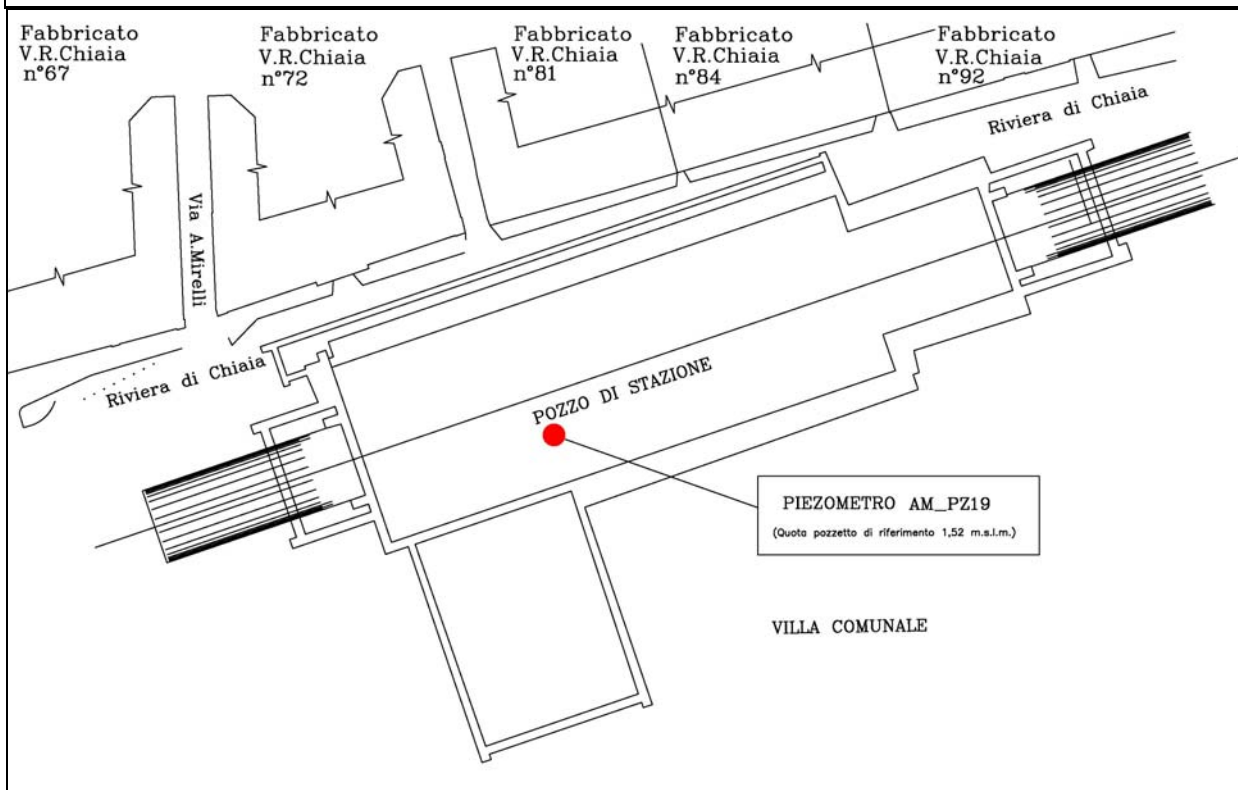 Fabbricato
V.R.Chiaia
n°67
Fabbricato
V.R.Chiaia
n°72
Fabbricato
V.R.Chiaia
n°81
Fabbricato
V.R.Chiaia
n°84
Fabbricato
V.R.Chiaia
n°92
Riviera di Chiaia
Via A.Mirelli
Riviera di Chiaia
POZZO DI STAZIONE
PIEZOMETRO AM_PZ19
(Quota pozzetto di riferimento 1,52 m.s.l.m.)
VILLA COMUNALE